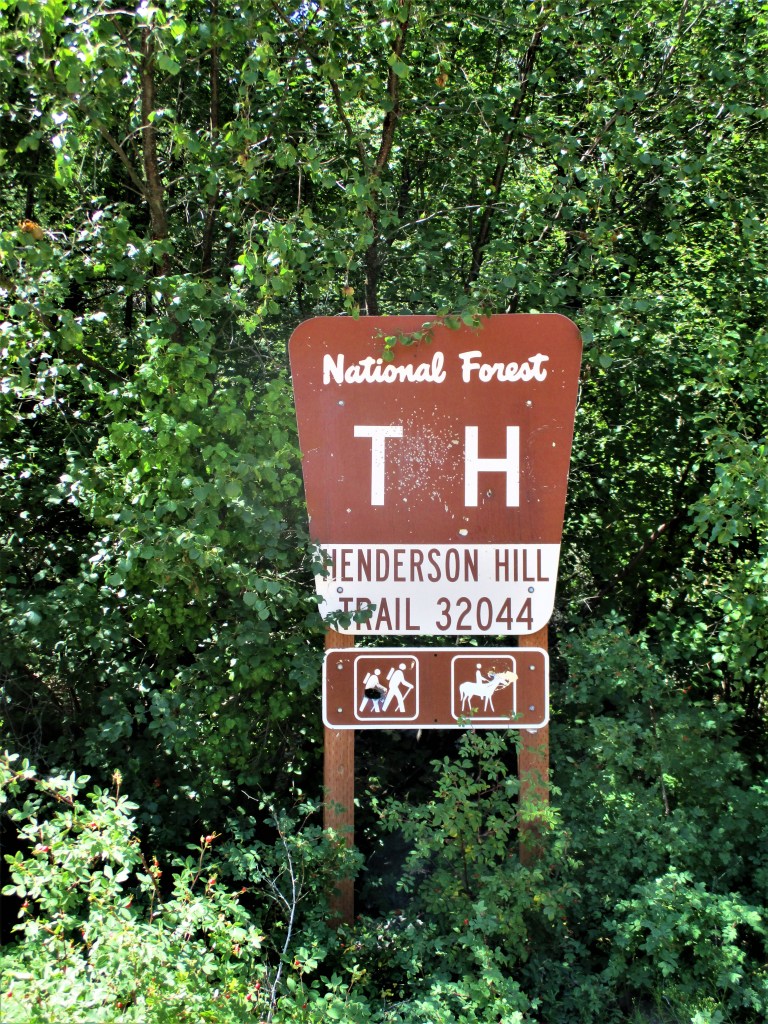 National Forest
T H
HENDERSON HILL
TRAIL 32044